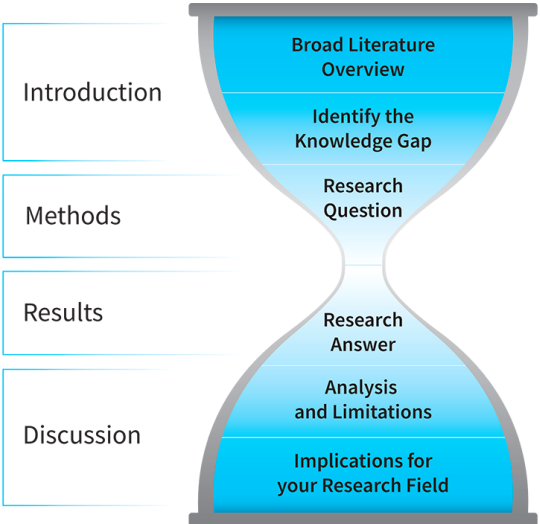 Introduction
Broad Literature
Overview
Identify the
Knowledge Gap
Methods
Research
Question
Results
Research
Answer
Discussion
Analysis
and Limitations
Implications for
your Research Field